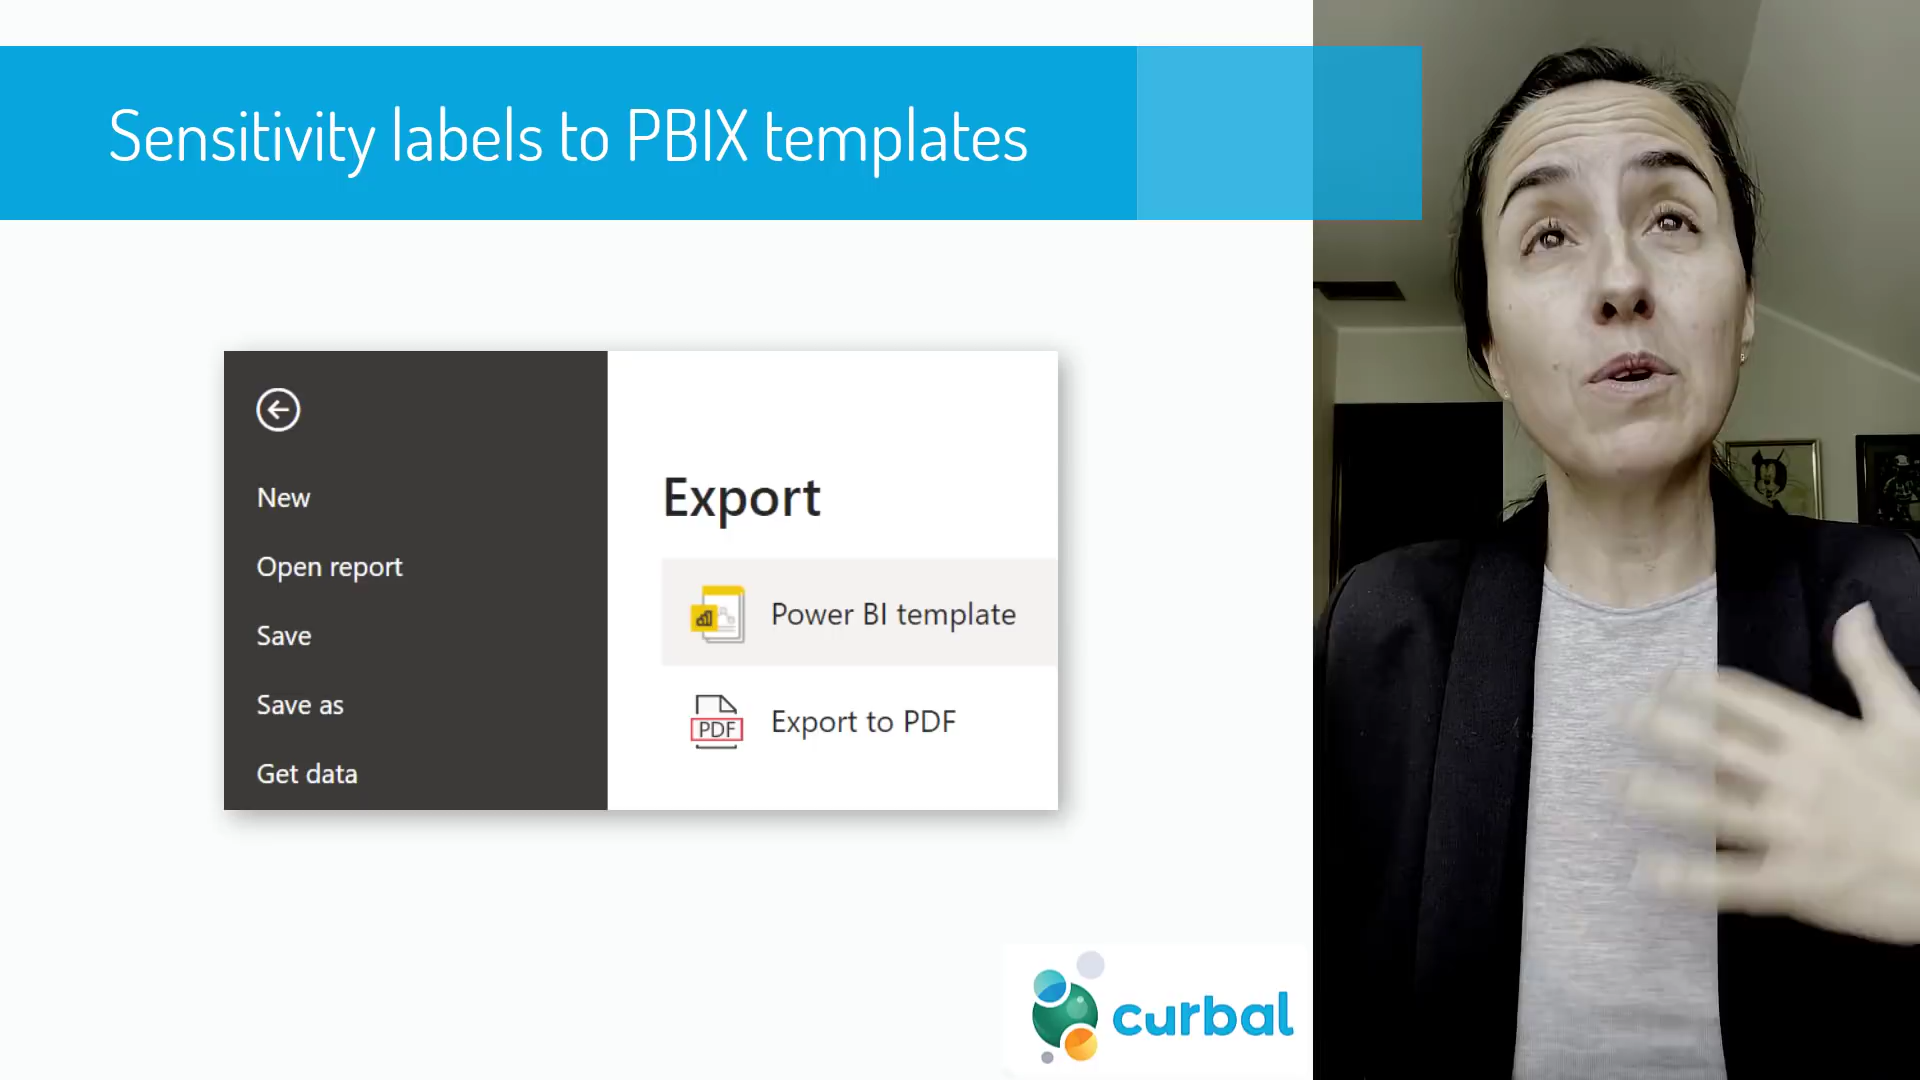 Sensitivity labels to PBIX templates
New
Open report
Save
Save as
Get data
Export
Power BI template
PDF
Export to PDF
curbal